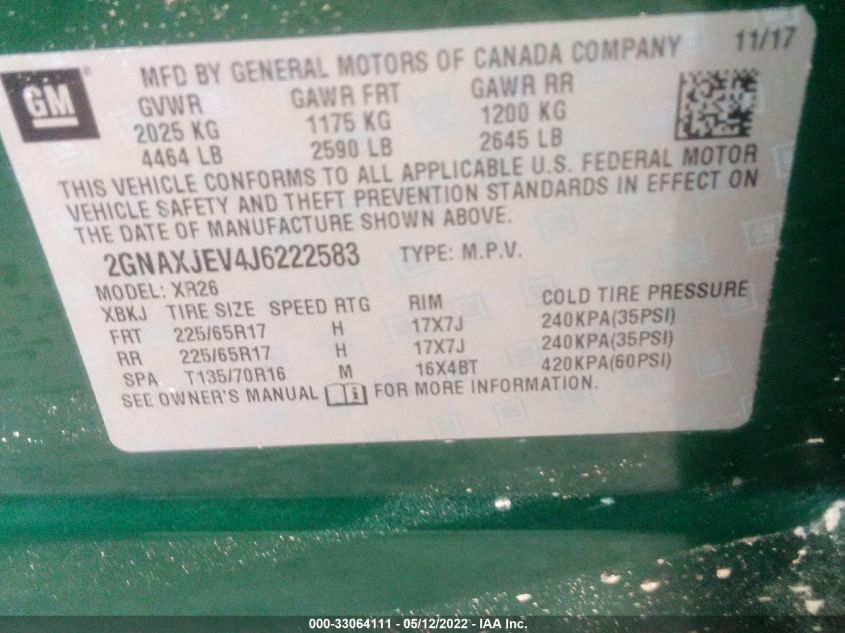 MFD BY GENERAL MOTORS OF CANADA COMPANY 11/17
GM®
GVWR GAWR FRT GAWR RR
2025 KG 1175 KG 1200 KG
4464 LB 2590 LB 2645 LB
THIS VEHICLE CONFORMS TO ALL APPLICABLE U.S. FEDERAL MOTOR
VEHICLE SAFETY AND THEFT PREVENTION STANDARDS IN EFFECT ON
THE DATE OF MANUFACTURE SHOWN ABOVE.
2GNAXJEV4J6222583 TYPE: M.P.V.
MODEL: XR26
XBKJ TIRE SIZE SPEED RTG RIM COLD TIRE PRESSURE
FRT 225/65R17 H 17X7J 240KPA(35PSI)
RR 225/65R17 H 17X7J 240KPA(35PSI)
SPA T135/70R16 M 16X4BT 420KPA(60PSI)
SEE OWNER'S MANUAL FOR MORE INFORMATION.
000-33064111 - 05/12/2022 - IAA Inc.